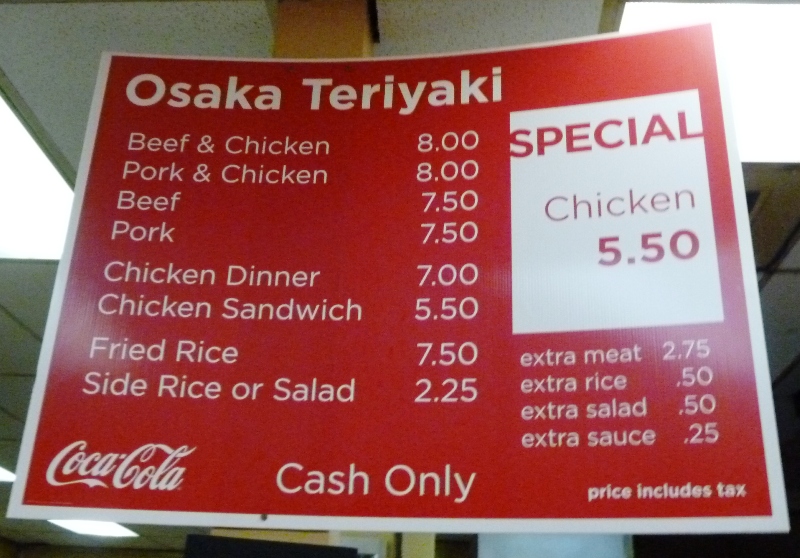 Osaka Teriyaki
Beef & Chicken 8.00
Pork & Chicken 8.00
Beef 7.50
Pork 7.50
Chicken Dinner 7.00
Chicken Sandwich 5.50
Fried Rice 7.50
Side Rice or Salad 2.25
SPECIAL
Chicken
5.50
extra meat 2.75
extra rice .50
extra salad .50
extra sauce .25
Coca-Cola
Cash Only
price includes tax